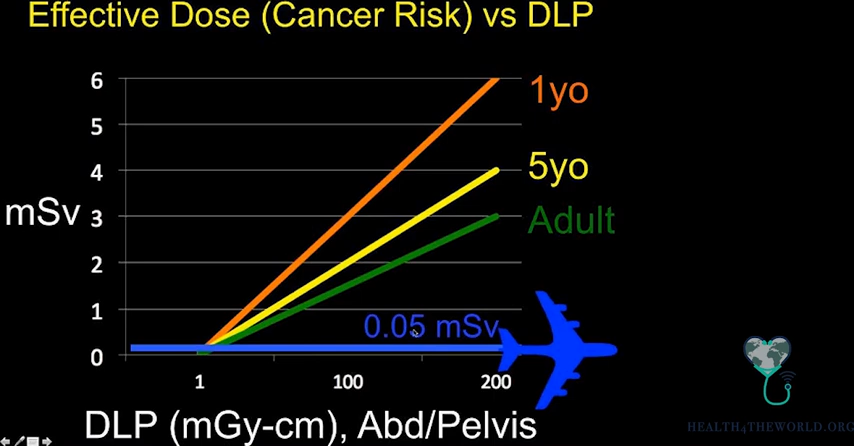 Effective Dose (Cancer Risk) vs DLP
6
1yo
5
5yo
4
mSv
3
Adult
2
1
0.05 mSv
0
1
100
200
DLP (mGy-cm), Abd/Pelvis
HEALTH4THEWORLD.ORG